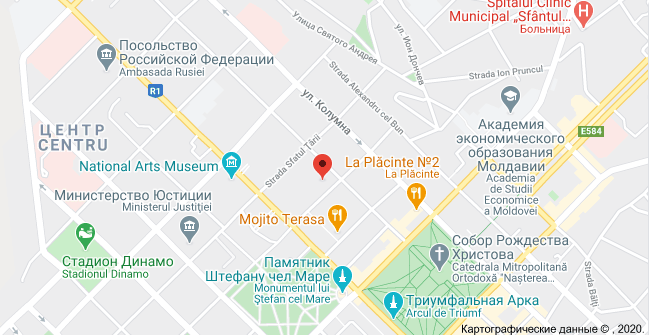 Spitalul Clinic
Municipal „Sfântul...
Больница
Улица Святого Андрея
ул. Ион Дончев
Посольство
Российской Федерации
Ambasada Rusiei
Strada Ion Pruncul
Strada Alexandru cel Bun
R1
ул. Колумна
E584
Академия
экономического
образования
Молдавии
Academia
de Studii
Economice
a Moldovei
ЦЕНТР
CENTRU
Strada Sfatul Țării
National Arts Museum
La Plăcinte №2
La Plăcinte
Министерство Юстиции
Ministerul Justiției
Mojito Terasa
Стадион Динамо
Stadionul Dinamo
Собор Рождества
Христова
Catedrala Mitropolitană
Ortodoxă "Nașterea...
Памятник
Штефану чел Маре
Monumentul lui
Ștefan cel Mare
Strada Bălți
Триумфальная Арка
Arcul de Triumf
Картографические данные © , 2020.